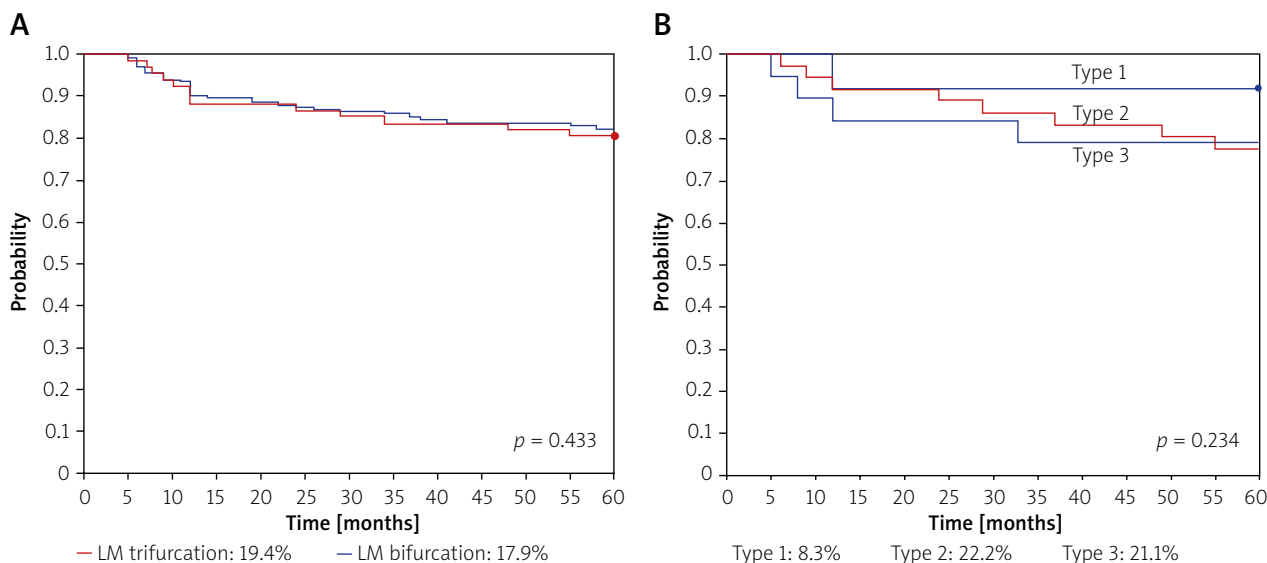 A
1.0
0.9
0.8
0.7
0.6
0.5
0.4
0.3
0.2
0.1
0
Probability
p = 0.433
0 5 10 15 20 25 30 35 40 45 50 55 60
Time [months]
LM trifurcation: 19.4% LM bifurcation: 17.9%
B
1.0
0.9
0.8
0.7
0.6
0.5
0.4
0.3
0.2
0.1
0
Probability
Type 1
Type 2
Type 3
p = 0.234
0 5 10 15 20 25 30 35 40 45 50 55 60
Time [months]
Type 1: 8.3% Type 2: 22.2% Type 3: 21.1%